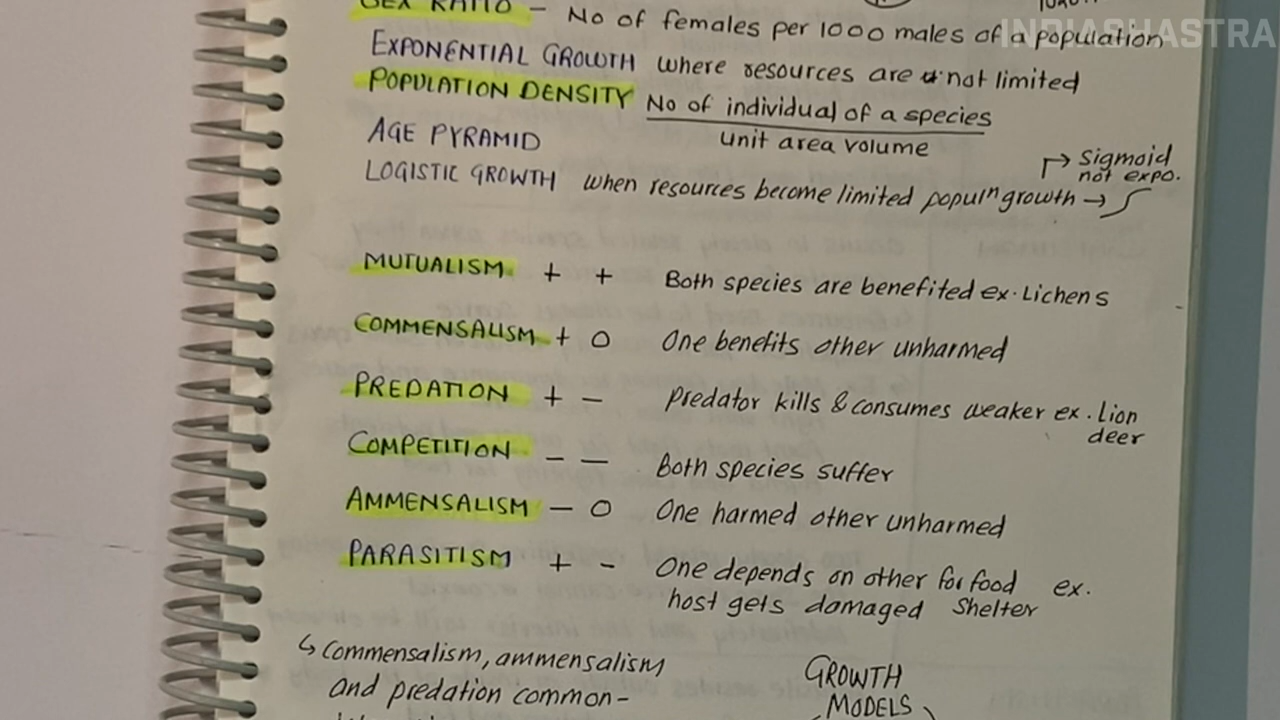 SEX RATIO - No of females per 1000 males of a population
INDIASHASTRA
EXPONENTIAL GROWTH where resources are not limited
POPULATION DENSITY No of individual of a species
unit area volume
AGE PYRAMID
→ Sigmoid
not expo.
LOGISTIC GROWTH when resources become limited populn growth →
MUTUALISM + + Both species are benefited ex. Lichens
COMMENSALISM + 0 One benefits other unharmed
PREDATION + - Predator kills & consumes weaker ex. lion
deer
COMPETITION - - Both species suffer
AMMENSALISM - 0 One harmed other unharmed
PARASITISM + - One depends on other for food ex.
host gets damaged Shelter
↳ Commensalism, ammensalism
and predation common-
GROWTH
MODELS